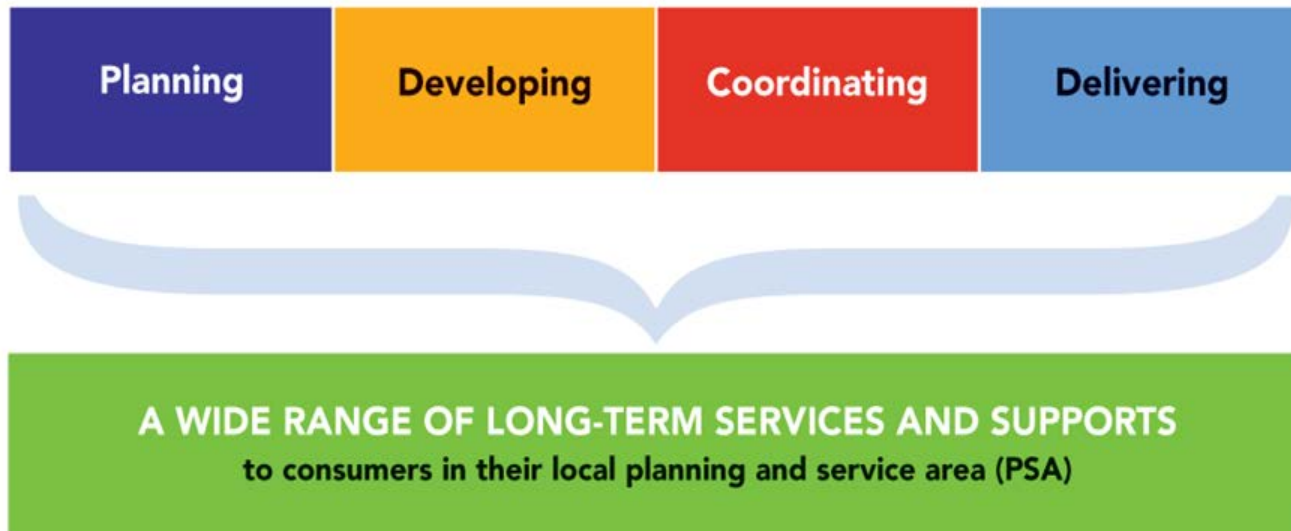 Planning
Developing
Coordinating
Delivering
A WIDE RANGE OF LONG-TERM SERVICES AND SUPPORTS
to consumers in their local planning and service area (PSA)